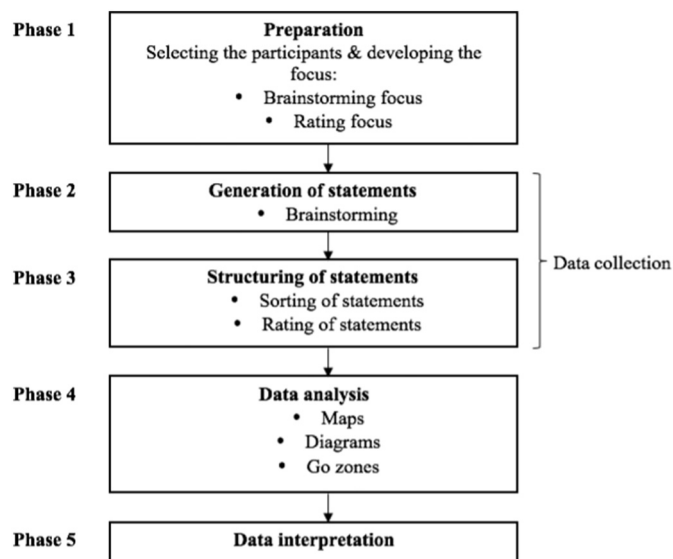 Phase 1
Preparation
Selecting the participants & developing the
focus:
• Brainstorming focus
• Rating focus
Phase 2
Generation of statements
• Brainstorming
Phase 3
Structuring of statements
• Sorting of statements
• Rating of statements
Data collection
Phase 4
Data analysis
• Maps
• Diagrams
• Go zones
Phase 5
Data interpretation